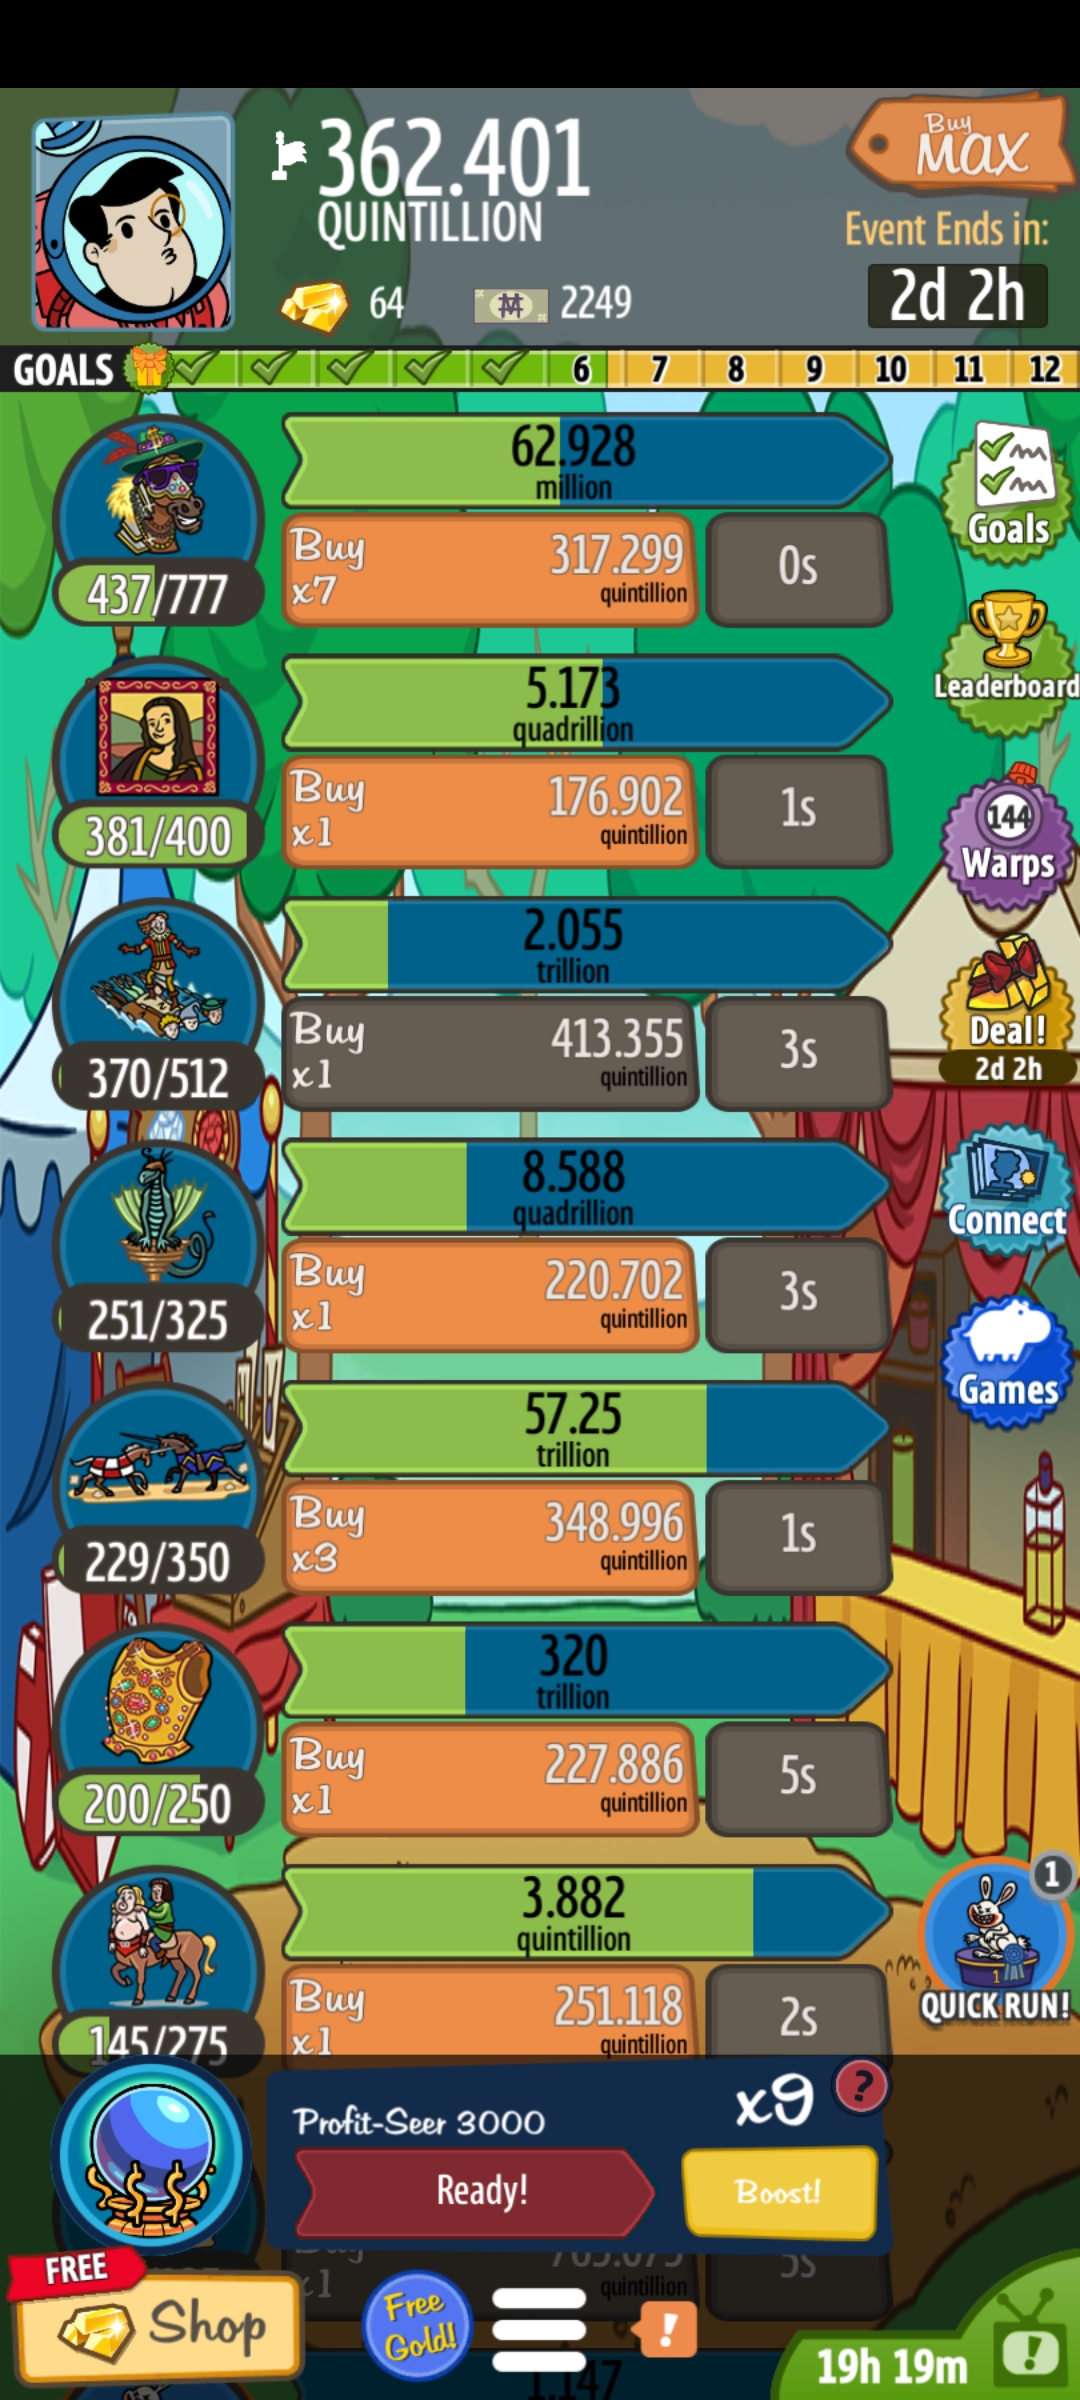 362.401
QUINTILLION
Buy
MAX
Event Ends in:
2d 2h
64
2249
GOALS
6 7 8 9 10 11 12
62.928
million
437/777
Buy
x7
317.299
quintillion
0s
Goals
Leaderboard
5.173
quadrillion
381/400
Buy
x1
176.902
quintillion
1s
144
Warps
2.055
trillion
370/512
Buy
x1
413.355
quintillion
3s
Deal!
2d 2h
8.588
quadrillion
251/325
Buy
x1
220.702
quintillion
3s
Connect
Games
57.25
trillion
229/350
Buy
x3
348.996
quintillion
1s
320
trillion
200/250
Buy
x1
227.886
quintillion
5s
3.882
quintillion
145/275
Buy
x1
251.118
quintillion
2s
1
1
QUICK RUN!
Profit-Seer 3000
x9
?
Ready!
Boost!
Buy
x1
quintillion
5s
FREE
Shop
Free
Gold!
!
1.147
19h 19m
!